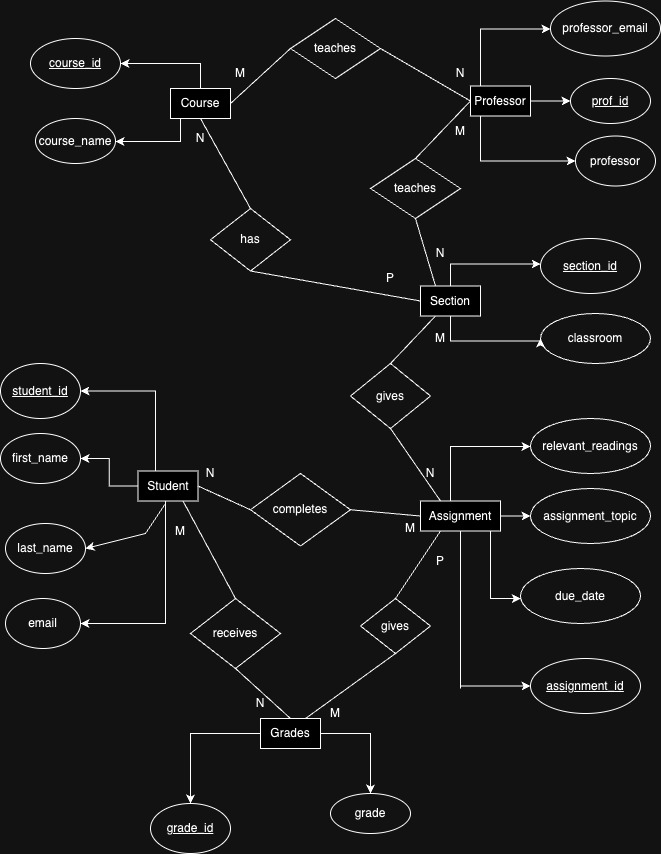 professor_email
teaches
course_id
M
N
Course
Professor
prof_id
N
M
course_name
professor
teaches
has
N
section_id
P
Section
M
classroom
student_id
gives
first_name
relevant_readings
N
N
Student
completes
Assignment
assignment_topic
M
M
last_name
P
due_date
email
receives
gives
assignment_id
N
M
Grades
grade_id
grade